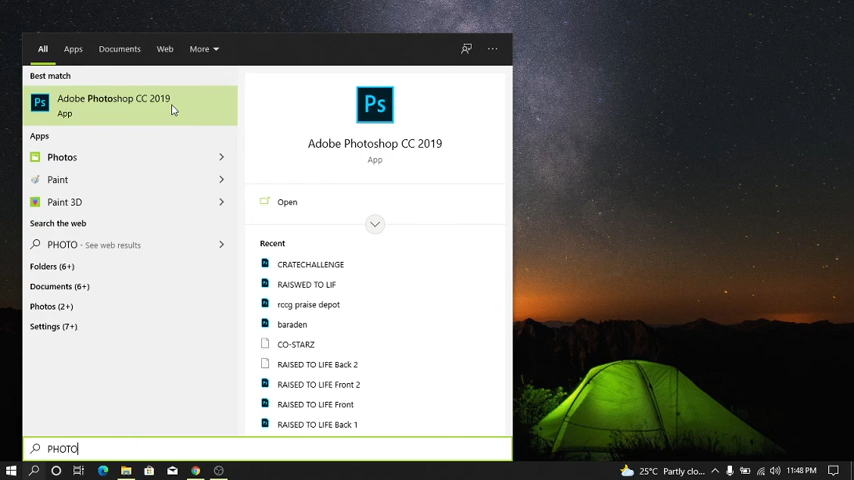 All Apps Documents Web More
Best match
Ps Adobe Photoshop CC 2019
App
Apps
Photos
Paint
Paint 3D
Search the web
PHOTO - See web results
Folders (6+)
Documents (6+)
Photos (2+)
Settings (7+)
Ps
Adobe Photoshop CC 2019
App
Open
Recent
CRATECHALLENGE
RAISWED TO LIF
rccg praise depot
baraden
CO-STARZ
RAISED TO LIFE Back 2
RAISED TO LIFE Front 2
RAISED TO LIFE Front
RAISED TO LIFE Back 1
PHOTO
25°C Partly clo... 11:48 PM